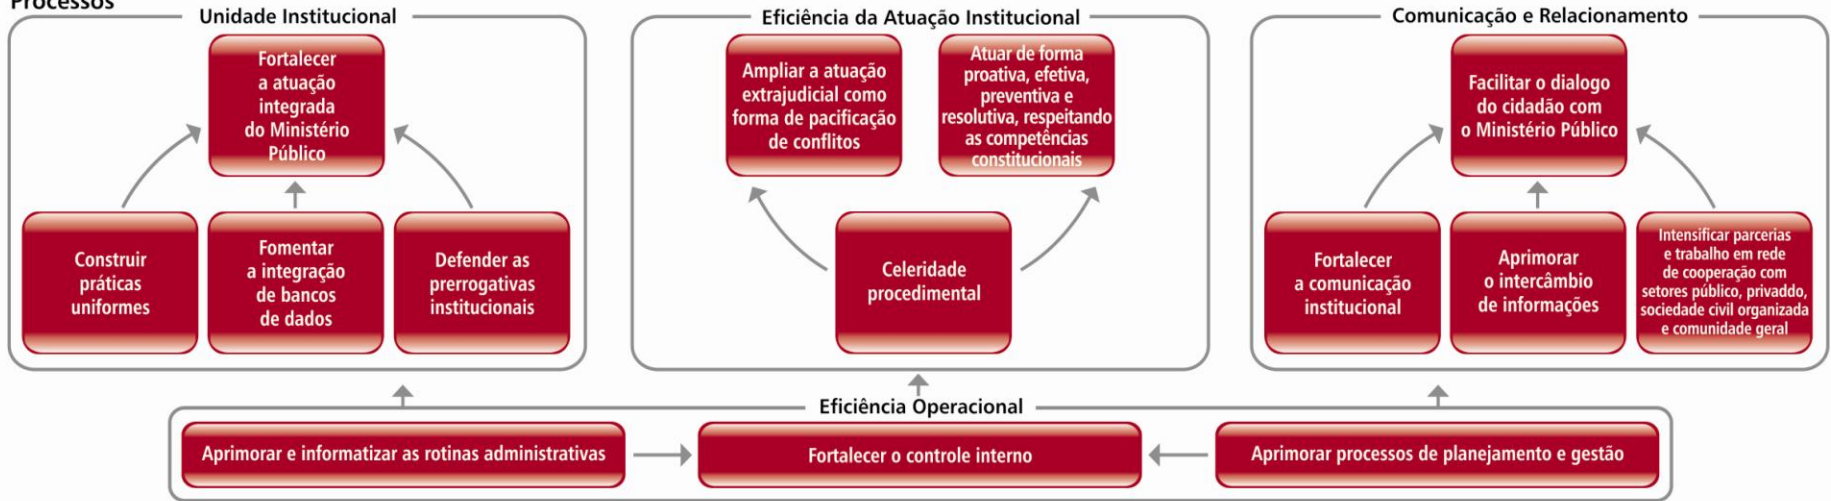 Processos
Unidade Institucional
Fortalecer
a atuação
integrada
do Ministério
Público
Construir
práticas
uniformes
Fomentar
a integração
de bancos
de dados
Defender as
prerrogativas
institucionais
Eficiência da Atuação Institucional
Ampliar a atuação
extrajudicial como
forma de pacificação
de conflitos
Atuar de forma
proativa, efetiva,
preventiva e
resolutiva, respeitando
as competências
constitucionais
Celeridade
procedimental
Comunicação e Relacionamento
Facilitar o dialogo
do cidadão com
o Ministério Público
Fortalecer
a comunicação
institucional
Aprimorar
o intercâmbio
de informações
Intensificar parcerias
e trabalho em rede
de cooperação com
setores público, privaddo,
sociedade civil organizada
e comunidade geral
Eficiência Operacional
Aprimorar e informatizar as rotinas administrativas
Fortalecer o controle interno
Aprimorar processos de planejamento e gestão